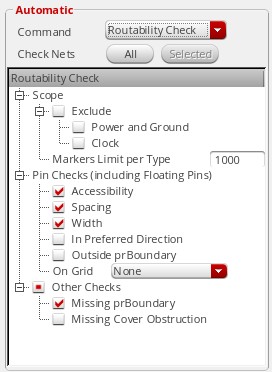 Automatic
Command Routability Check
Check Nets All Selected
Routability Check
Scope
Exclude
Power and Ground
Clock
Markers Limit per Type 1000
Pin Checks (including Floating Pins)
Accessibility
Spacing
Width
In Preferred Direction
Outside prBoundary
On Grid None
Other Checks
Missing prBoundary
Missing Cover Obstruction